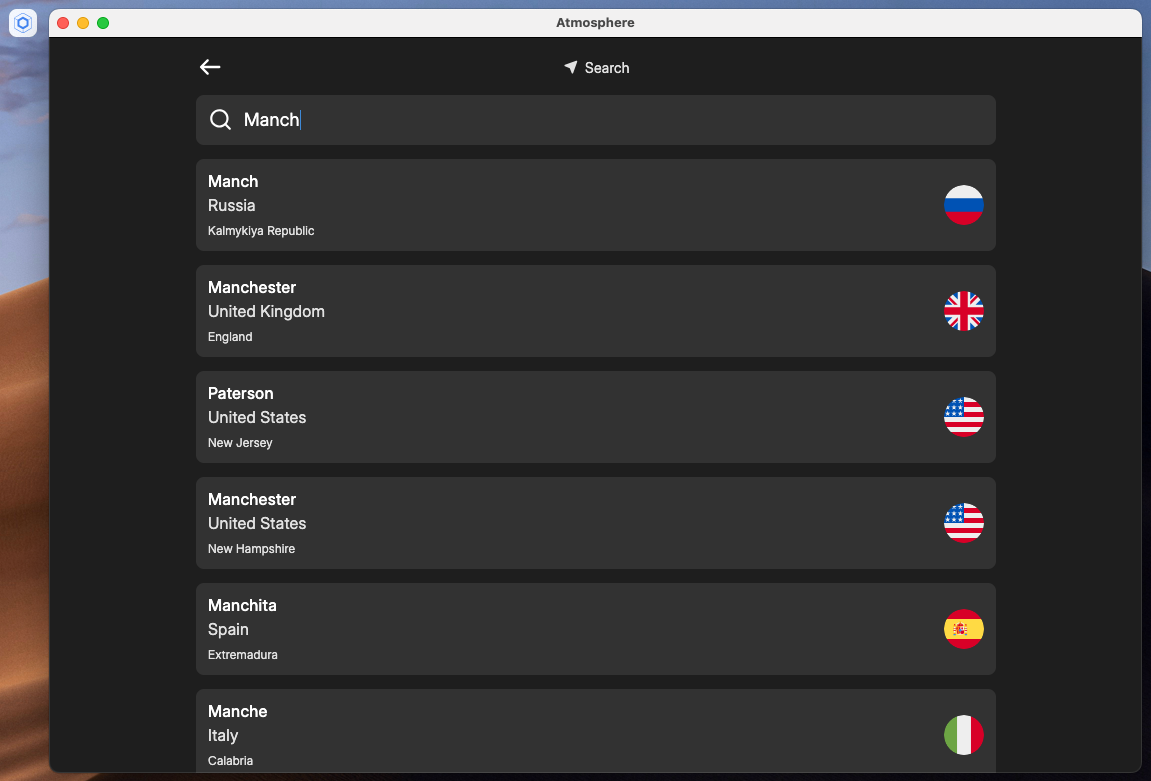 Atmosphere
Search
Manch
Manch
Russia
Kalmykiya Republic
Manchester
United Kingdom
England
Paterson
United States
New Jersey
Manchester
United States
New Hampshire
Manchita
Spain
Extremadura
Manche
Italy
Calabria